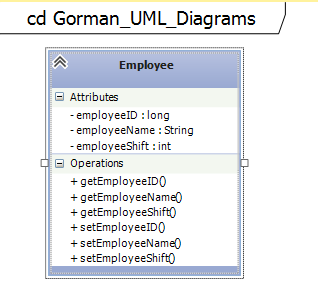 cd Gorman_UML_Diagrams
Employee
Attributes
- employeeID : long
- employeeName : String
- employeeShift : int
Operations
+ getEmployeeID()
+ getEmployeeName()
+ getEmployeeShift()
+ setEmployeeID()
+ setEmployeeName()
+ setEmployeeShift()